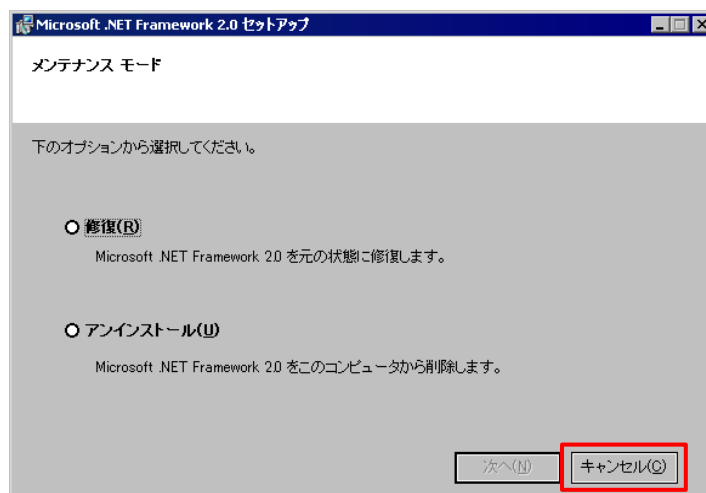 Microsoft .NET Framework 2.0 セットアップ
メンテナンス モード
下のオプションから選択してください。
修復(R)
Microsoft .NET Framework 2.0 を元の状態に修復します。
アンインストール(U)
Microsoft .NET Framework 2.0 をこのコンピュータから削除します。
次へ(N)
キャンセル(C)